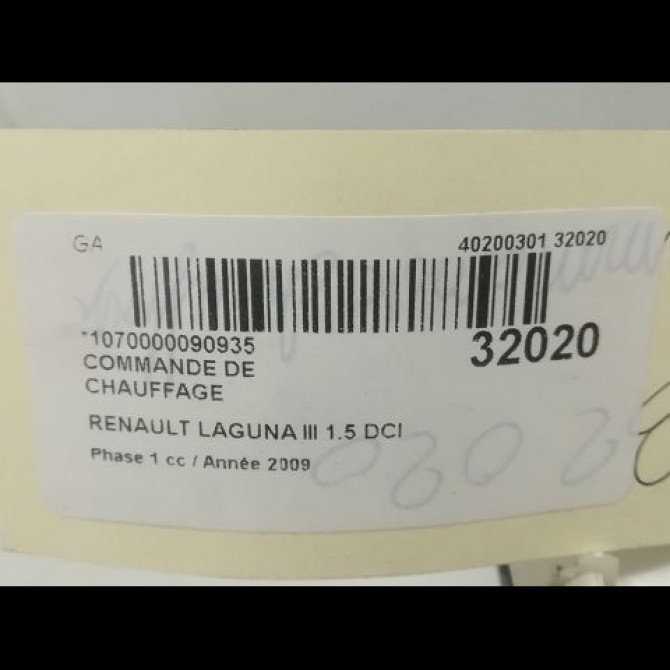 GA 40200301 32020
*1070000090935 32020
COMMANDE DE
CHAUFFAGE
RENAULT LAGUNA III 1.5 DCI
Phase 1 cc / Année 2009